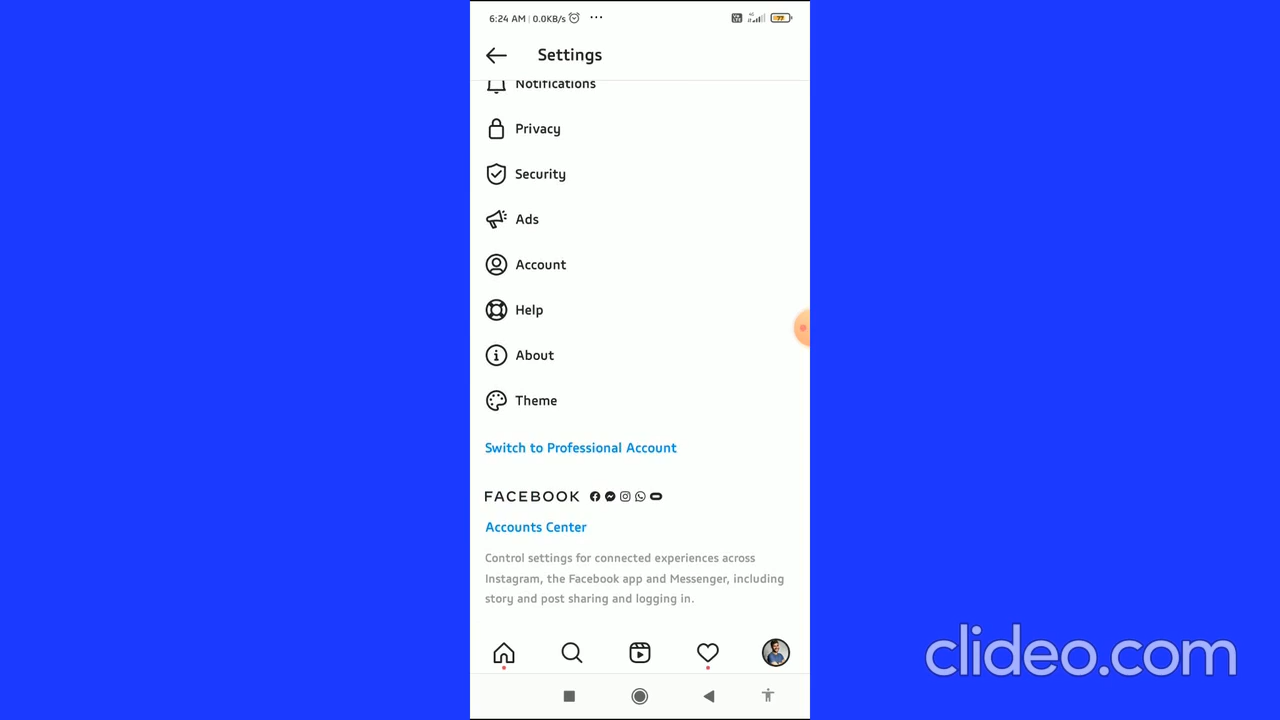 6:24 AM | 0.0KB/s ...
77
Settings
Notifications
Privacy
Security
Ads
Account
Help
About
Theme
Switch to Professional Account
FACEBOOK
Accounts Center
Control settings for connected experiences across
Instagram, the Facebook app and Messenger, including
story and post sharing and logging in.
clideo.com